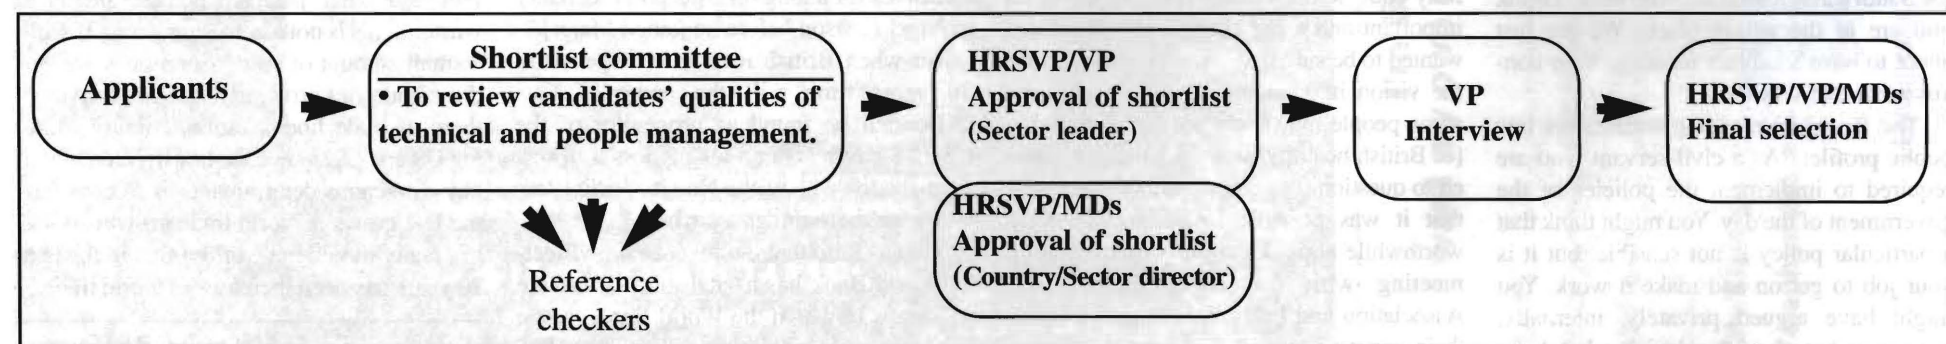 Applicants
Shortlist committee
• To review candidates' qualities of
technical and people management
Reference
checkers
HRSVP/VP
Approval of shortlist
(Sector leader)
HRSVP/MDs
Approval of shortlist
(Country/Sector director)
VP
Interview
HRSVP/VP/MDs
Final selection